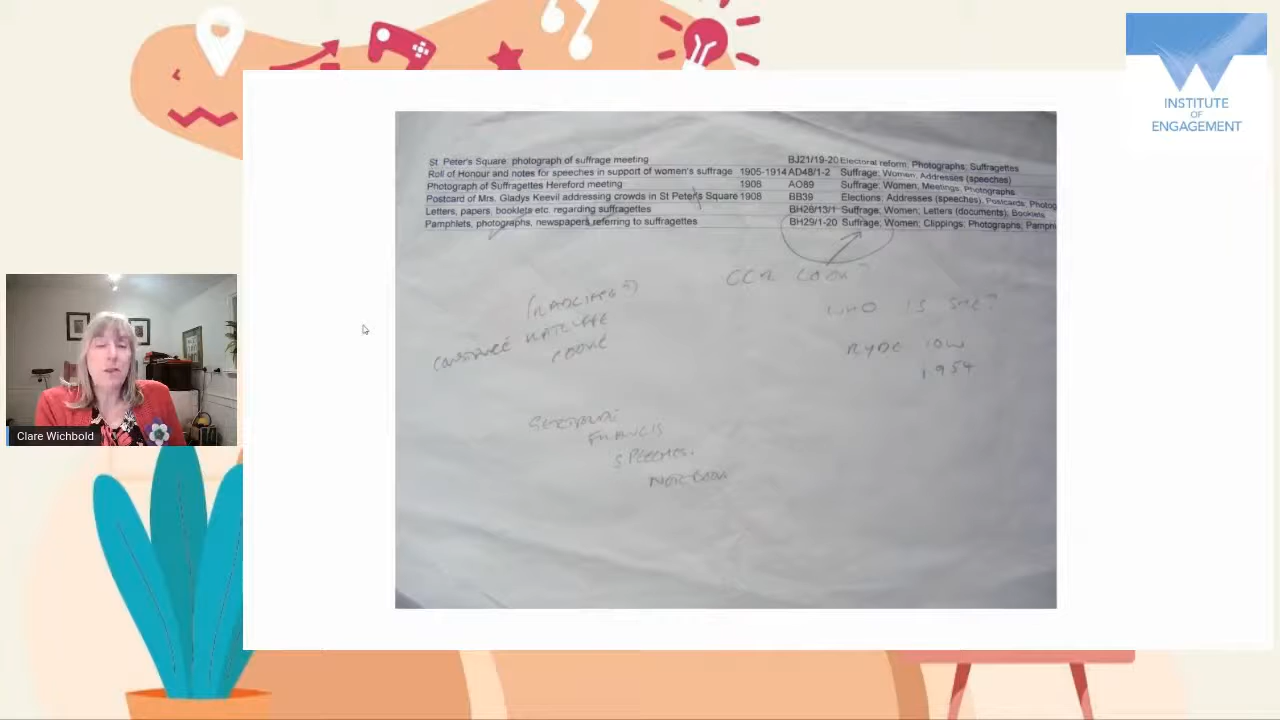 INSTITUTE
OF
ENGAGEMENT
St. Peter's Square: photograph of suffrage meeting BJ21/19-20 Electoral reform; Photographs; Suffragettes
Roll of Honour and notes for speeches in support of women's suffrage 1905-1914 AD48/1-2 Suffrage; Women; Addresses (speeches)
Photograph of Suffragettes Hereford meeting 1908 AO89 Suffrage; Women; Meetings; Photographs
Postcard of Mrs. Gladys Keevil addressing crowds in St Peter's Square 1908 BB39 Elections; Addresses (speeches); Postcards; Photog
Letters, papers, booklets etc. regarding suffragettes BH26/13/1 Suffrage; Women; Letters (documents); Booklets
Pamphlets, photographs, newspapers referring to suffragettes BH29/1-20 Suffrage; Women; Clippings; Photographs; Pamphl
WHO IS SHE?
CONSTANCE
COOKE
RYDE IOW
1954
FRANCIS
SPEECHES.
NOTEBOOK
Clare Wichbold